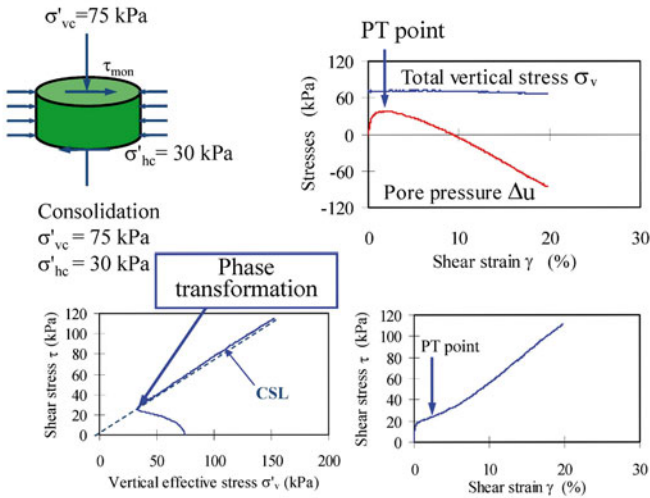 σ'vc=75 kPa
τmon
σ'hc= 30 kPa
Consolidation
σ'vc = 75 kPa
σ'hc = 30 kPa
PT point
Stresses (kPa)
120
60
0
-60
-120
Total vertical stress σv
Pore pressure Δu
0 10 20 30
Shear strain γ (%)
Phase
transformation
Shear stress τ (kPa)
120
100
80
60
40
20
0
CSL
0 50 100 150 200
Vertical effective stress σ'v (kPa)
Shear stress τ (kPa)
120
100
80
60
40
20
0
PT point
0 10 20 30
Shear strain γ (%)